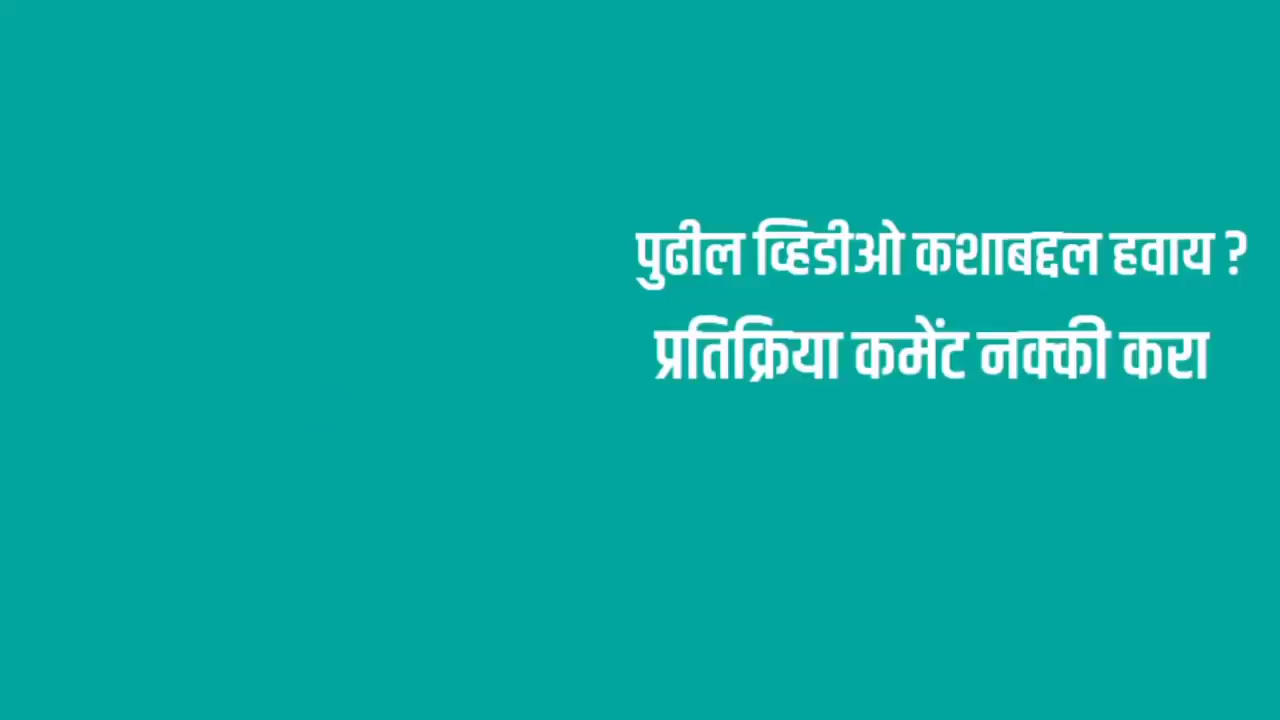 पुढील व्हिडीओ कशाबद्दल हवाय ?
प्रतिक्रिया कमेंट नक्की करा